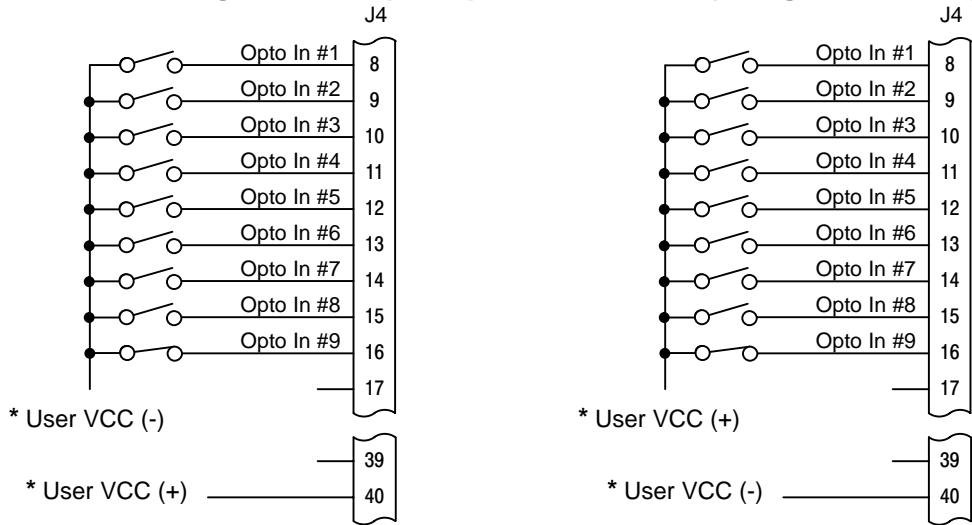 J4
Opto In #1 8
Opto In #2 9
Opto In #3 10
Opto In #4 11
Opto In #5 12
Opto In #6 13
Opto In #7 14
Opto In #8 15
Opto In #9 16
17
* User VCC (-)
39
* User VCC (+) 40
J4
Opto In #1 8
Opto In #2 9
Opto In #3 10
Opto In #4 11
Opto In #5 12
Opto In #6 13
Opto In #7 14
Opto In #8 15
Opto In #9 16
17
* User VCC (+)
39
* User VCC (-) 40